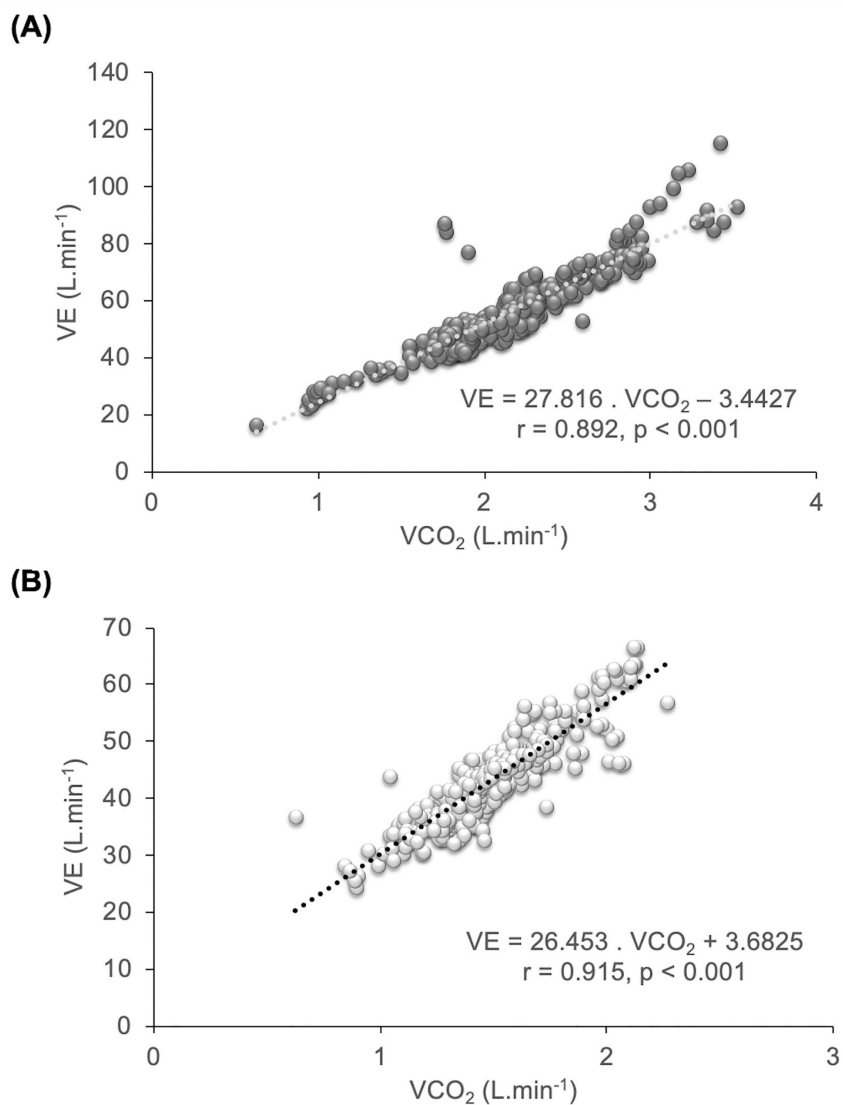 (A)
140
120
100
80
60
40
20
0
VE (L.min⁻¹)
VE = 27.816 . VCO₂ – 3.4427
r = 0.892, p < 0.001
0 1 2 3 4
VCO₂ (L.min⁻¹)
(B)
70
60
50
40
30
20
10
0
VE (L.min⁻¹)
VE = 26.453 . VCO₂ + 3.6825
r = 0.915, p < 0.001
0 1 2 3
VCO₂ (L.min⁻¹)